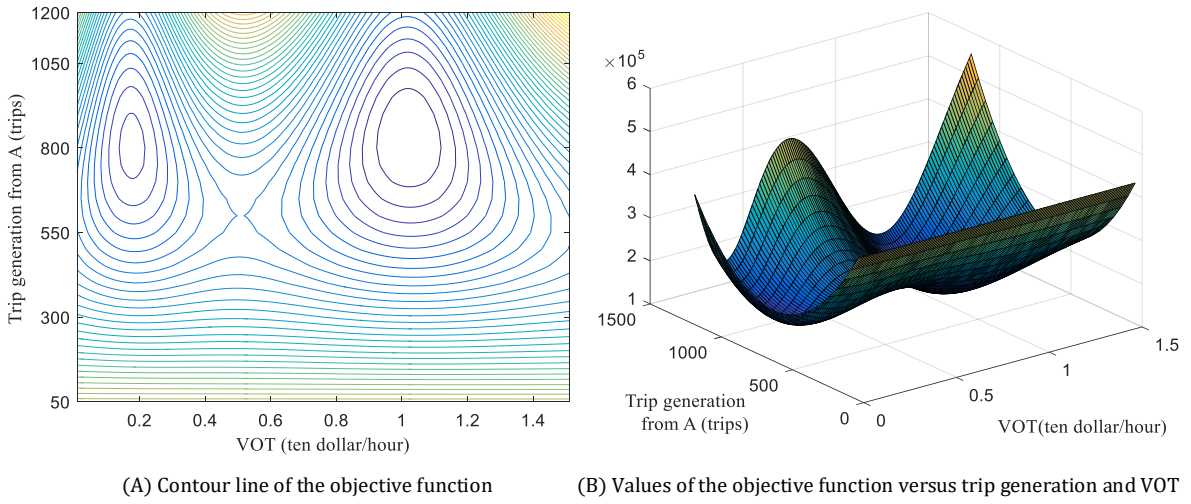 1200
1050
800
550
300
50
Trip generation from A (trips)
0.2 0.4 0.6 0.8 1 1.2 1.4
VOT (ten dollar/hour)
(A) Contour line of the objective function
×10^5
6
5
4
3
2
1
1500
1000
500
0
0
0.5
1
1.5
Trip generation
from A (trips)
VOT(ten dollar/hour)
(B) Values of the objective function versus trip generation and VOT